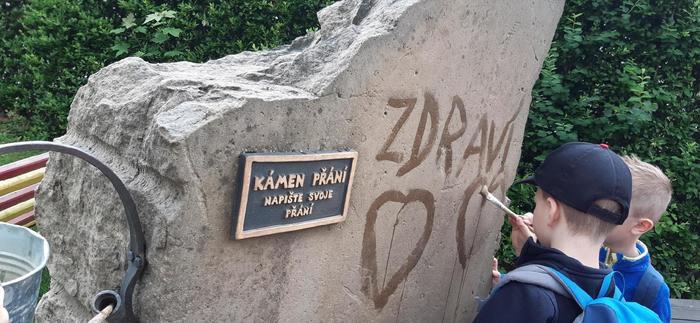 KÁMEN PŘÁNÍ
NAPIŠTE SVOJE
PŘÁNÍ
ZDRAVÍ